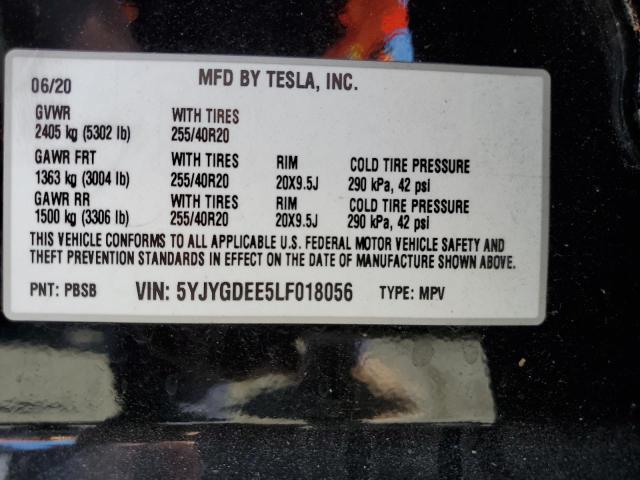 06/20 MFD BY TESLA, INC.
GVWR WITH TIRES
2405 kg (5302 lb) 255/40R20
GAWR FRT WITH TIRES RIM COLD TIRE PRESSURE
1363 kg (3004 lb) 255/40R20 20X9.5J 290 kPa, 42 psi
GAWR RR WITH TIRES RIM COLD TIRE PRESSURE
1500 kg (3306 lb) 255/40R20 20X9.5J 290 kPa, 42 psi
THIS VEHICLE CONFORMS TO ALL APPLICABLE U.S. FEDERAL MOTOR VEHICLE SAFETY AND
THEFT PREVENTION STANDARDS IN EFFECT ON THE DATE OF MANUFACTURE SHOWN ABOVE.
PNT: PBSB VIN: 5YJYGDEE5LF018056 TYPE: MPV